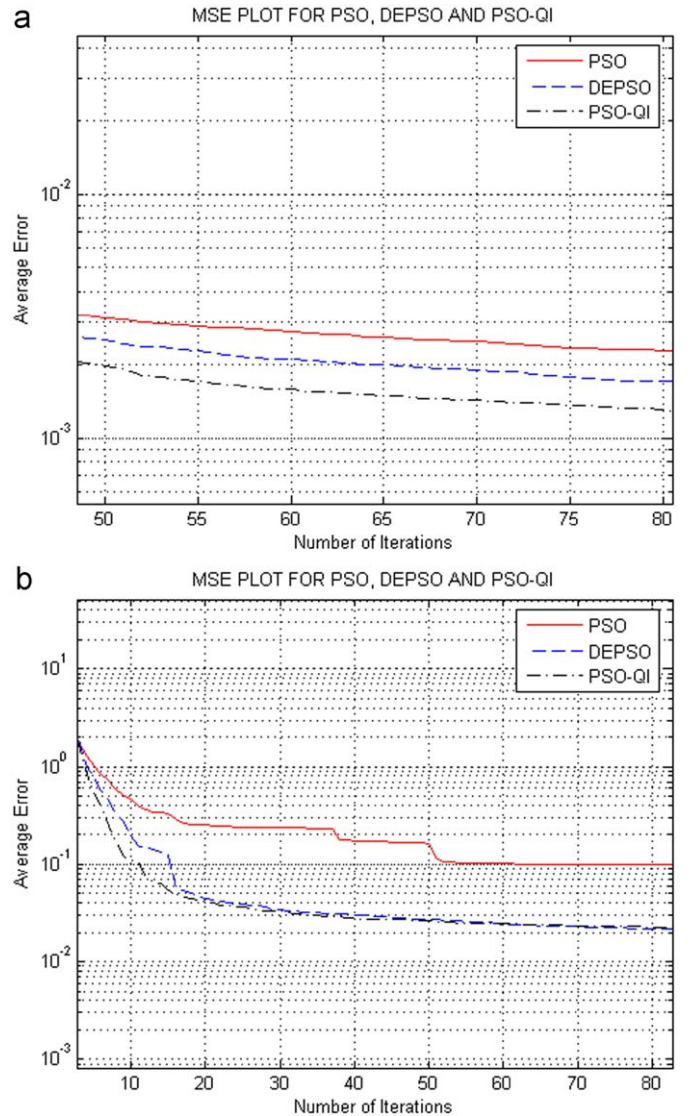 a
MSE PLOT FOR PSO, DEPSO AND PSO-QI
PSO
DEPSO
PSO-QI
10^-2
10^-3
Average Error
50 55 60 65 70 75 80
Number of Iterations
b
MSE PLOT FOR PSO, DEPSO AND PSO-QI
PSO
DEPSO
PSO-QI
10^1
10^0
10^-1
10^-2
10^-3
Average Error
10 20 30 40 50 60 70 80
Number of Iterations